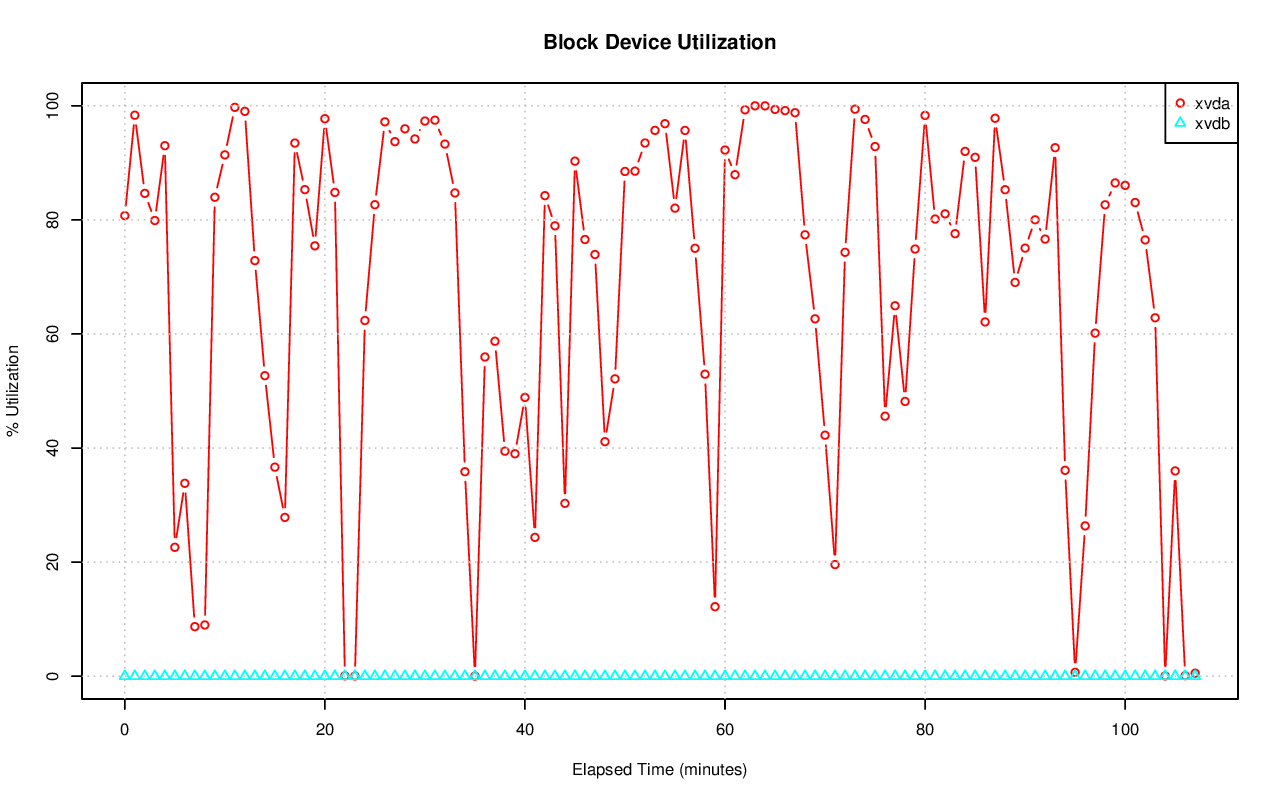 Block Device Utilization
xvda
xvdb
% Utilization
100
80
60
40
20
0
0 20 40 60 80 100
Elapsed Time (minutes)